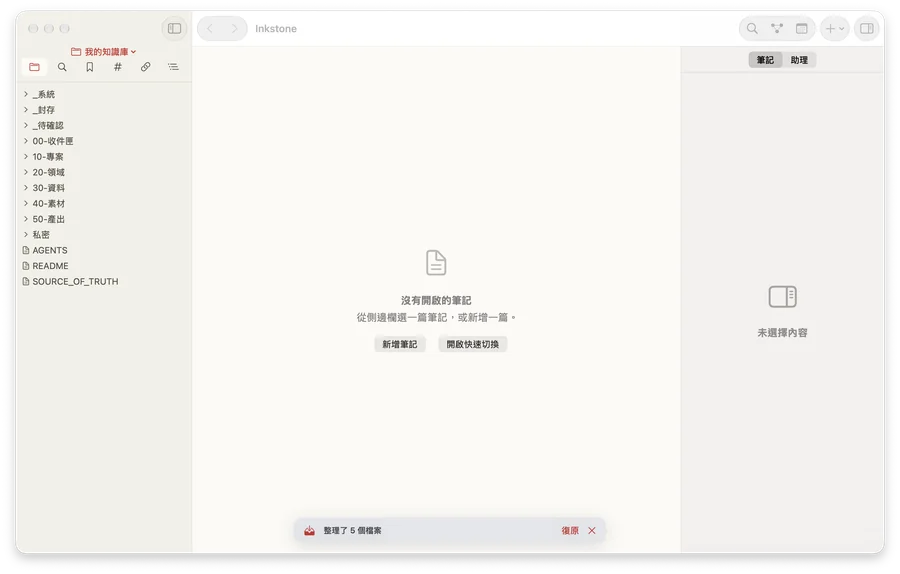 Inkstone
我的知識庫
_系統
_封存
_待確認
00-收件匣
10-專案
20-領域
30-資料
40-素材
50-產出
私密
AGENTS
README
SOURCE_OF_TRUTH
沒有開啟的筆記
從側邊欄選一篇筆記，或新增一篇。
新增筆記
開啟快速切換
整理了 5 個檔案
復原
筆記
助理
未選擇內容